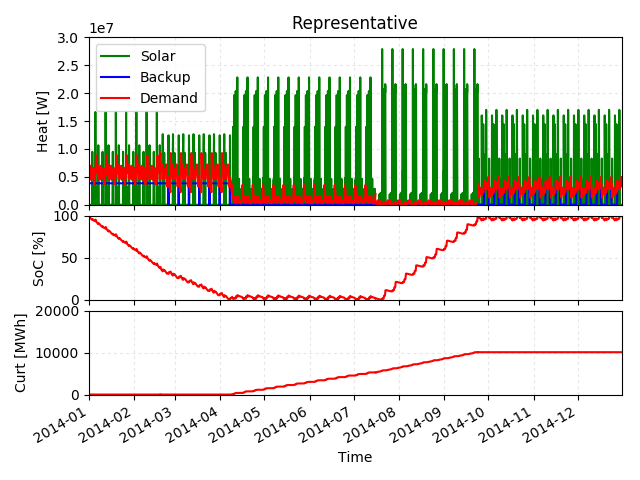 Representative
1e7
3.0
2.5
2.0
1.5
1.0
0.5
0.0
Heat [W]
Solar
Backup
Demand
100
50
0
SoC [%]
20000
10000
0
Curt [MWh]
2014-01
2014-02
2014-03
2014-04
2014-05
2014-06
2014-07
2014-08
2014-09
2014-10
2014-11
2014-12
Time